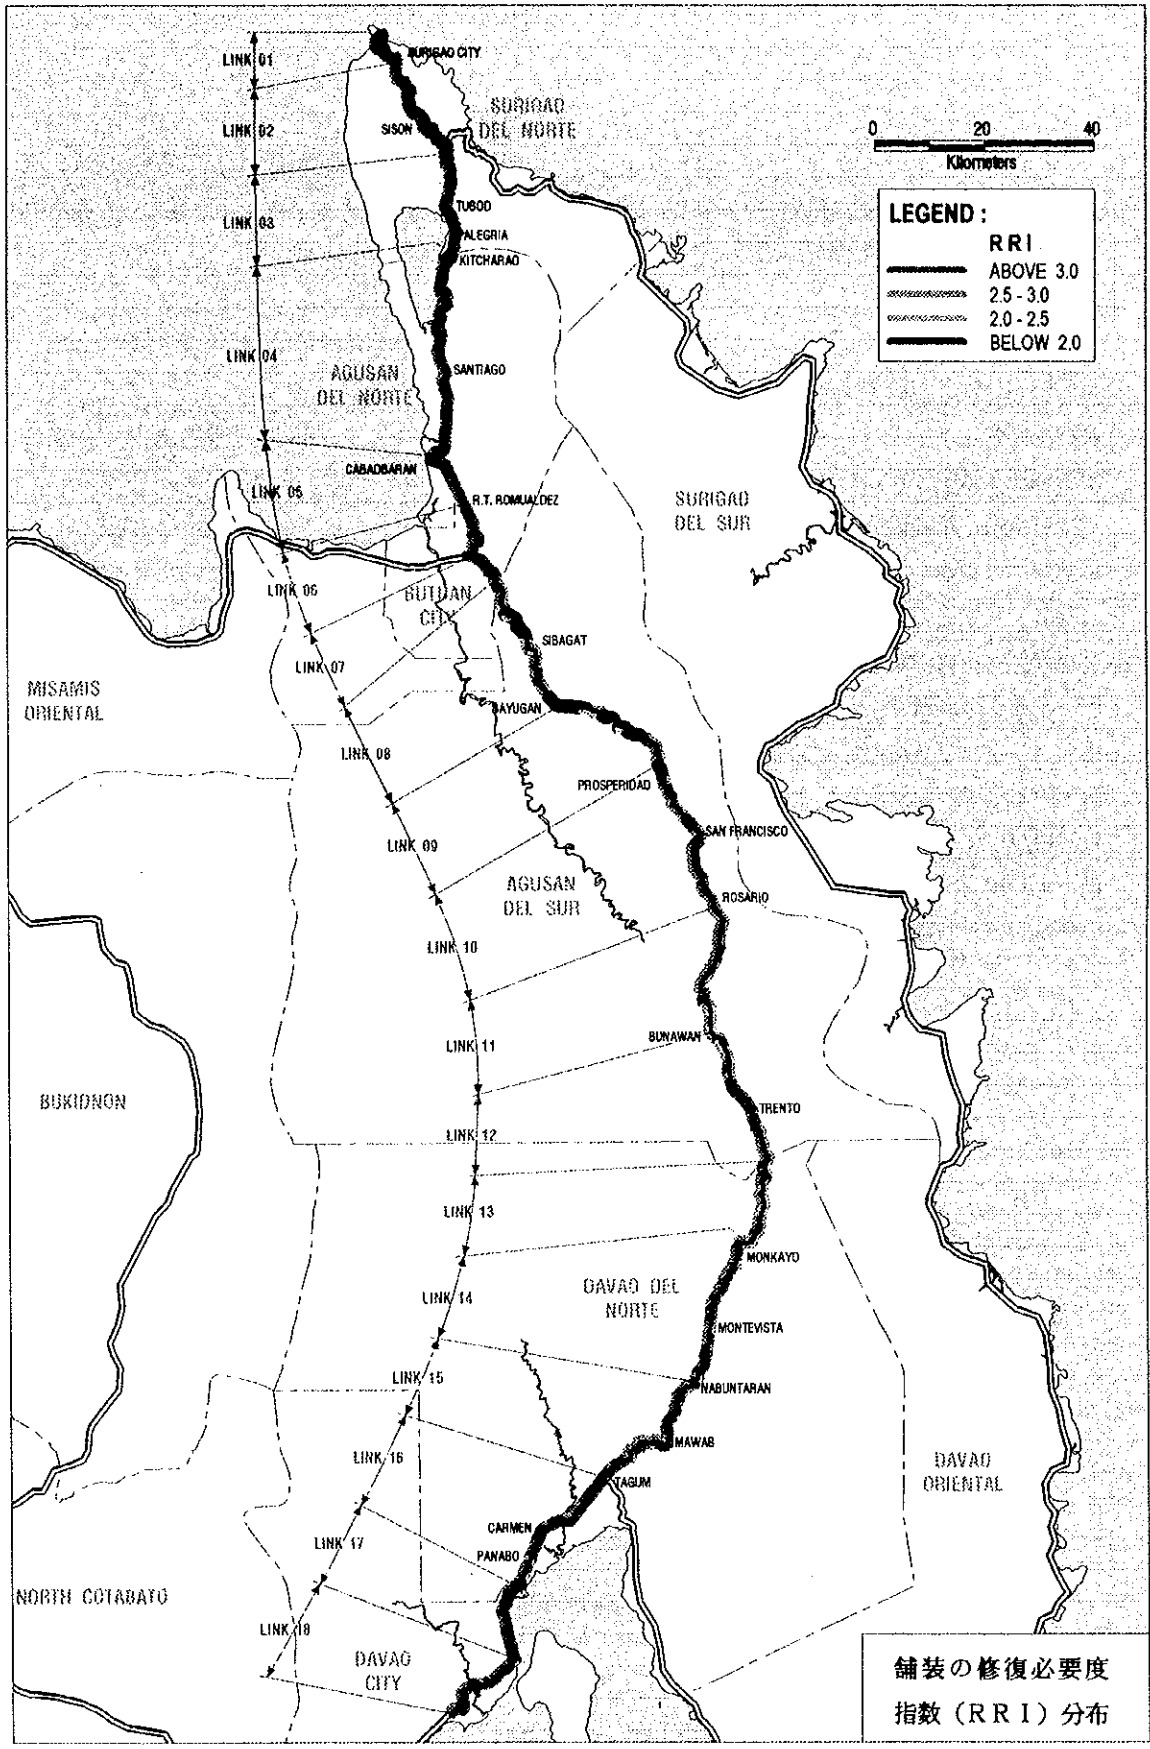 LINK 01
SURIGAO CITY
LINK 02
SISON
SURIGAO
DEL NORTE
0 20 40
Kilometers
LINK 03
TUBOD
ALEGRIA
KITCHARAO
LEGEND :
RRI
ABOVE 3.0
2.5 - 3.0
2.0 - 2.5
BELOW 2.0
LINK 04
SANTIAGO
AGUSAN
DEL NORTE
CABADBARAN
LINK 05
R.T. ROMUALDEZ
SURIGAO
DEL SUR
LINK 06
BUTUAN
CITY
SIBAGAT
LINK 07
MISAMIS
ORIENTAL
BAYUGAN
LINK 08
PROSPERIDAD
SAN FRANCISCO
LINK 09
AGUSAN
DEL SUR
ROSARIO
LINK 10
BUNAWAN
LINK 11
BUKIDNON
TRENTO
LINK 12
LINK 13
MONKAYO
DAVAO DEL
NORTE
LINK 14
MONTEVISTA
LINK 15
NABUNTARAN
MAWAB
LINK 16
TAGUM
DAVAO
ORIENTAL
CARMEN
LINK 17
PANABO
NORTH COTABATO
LINK 18
DAVAO
CITY
舗装の修復必要度
指数（ＲＲＩ）分布